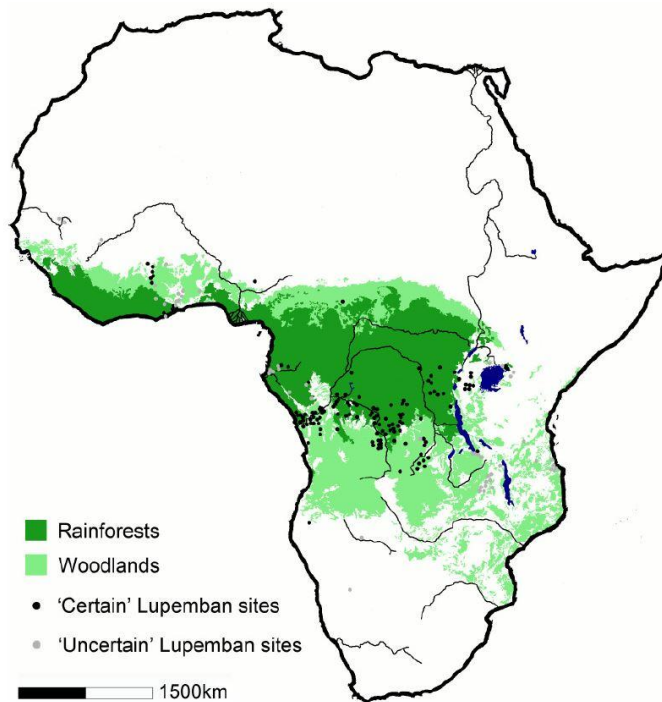 Rainforests
Woodlands
‘Certain’ Lupemban sites
‘Uncertain’ Lupemban sites
1500km